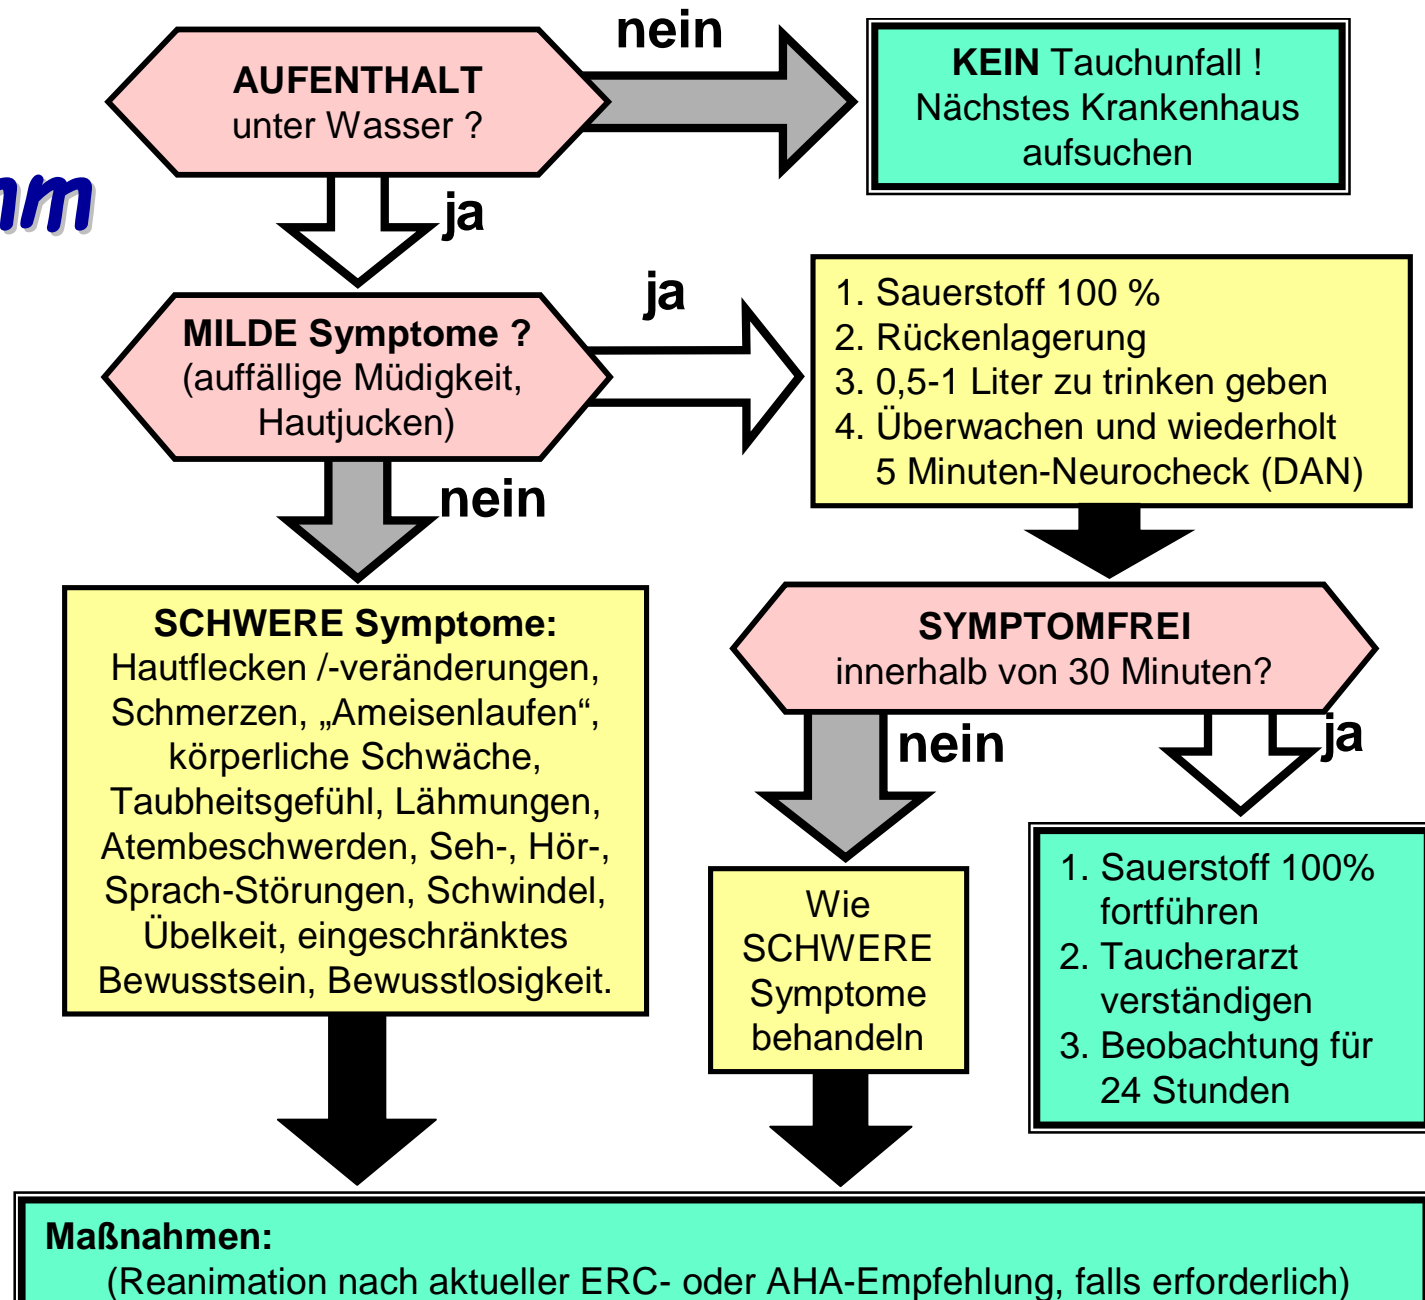 nein
AUFENTHALT
unter Wasser ?
KEIN Tauchunfall !
Nächstes Krankenhaus
aufsuchen
ja
MILDE Symptome ?
(auffällige Müdigkeit,
Hautjucken)
ja
1. Sauerstoff 100 %
2. Rückenlagerung
3. 0,5-1 Liter zu trinken geben
4. Überwachen und wiederholt
5 Minuten-Neurocheck (DAN)
nein
SCHWERE Symptome:
Hautflecken /-veränderungen,
Schmerzen, „Ameisenlaufen“,
körperliche Schwäche,
Taubheitsgefühl, Lähmungen,
Atembeschwerden, Seh-, Hör-,
Sprach-Störungen, Schwindel,
Übelkeit, eingeschränktes
Bewusstsein, Bewusstlosigkeit.
SYMPTOMFREI
innerhalb von 30 Minuten?
nein
ja
Wie
SCHWERE
Symptome
behandeln
1. Sauerstoff 100%
fortführen
2. Taucherarzt
verständigen
3. Beobachtung für
24 Stunden
Maßnahmen:
(Reanimation nach aktueller ERC- oder AHA-Empfehlung, falls erforderlich)